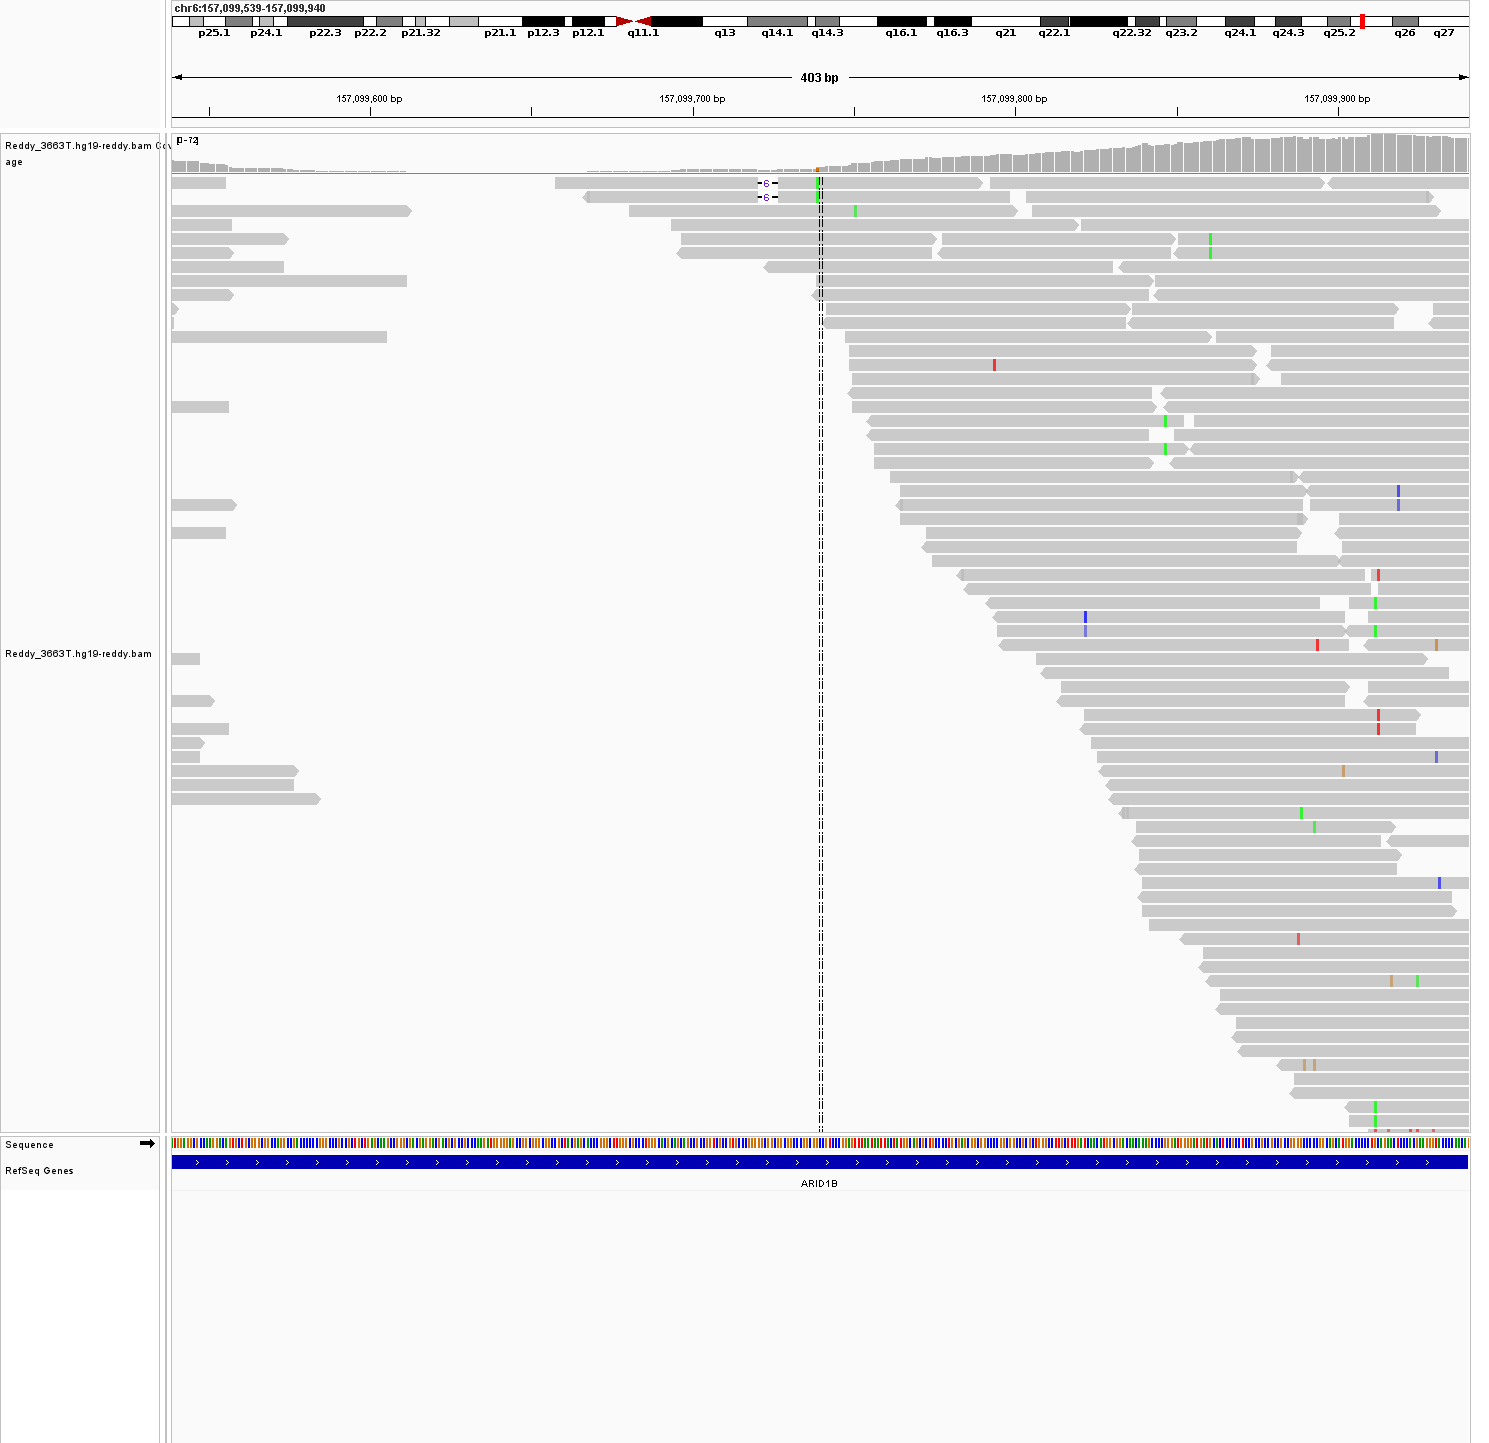 chr6:157,099,539-157,099,940
p25.1 p24.1 p22.3 p22.2 p21.32 p21.1 p12.3 p12.1 q11.1 q13 q14.1 q14.3 q16.1 q16.3 q21 q22.1 q22.32 q23.2 q24.1 q24.3 q25.2 q26 q27
403 bp
157,099,600 bp 157,099,700 bp 157,099,800 bp 157,099,900 bp
[0-72]
Reddy_3663T.hg19-reddy.bam Cov
age
6
6
Reddy_3663T.hg19-reddy.bam
Sequence
RefSeq Genes
ARID1B